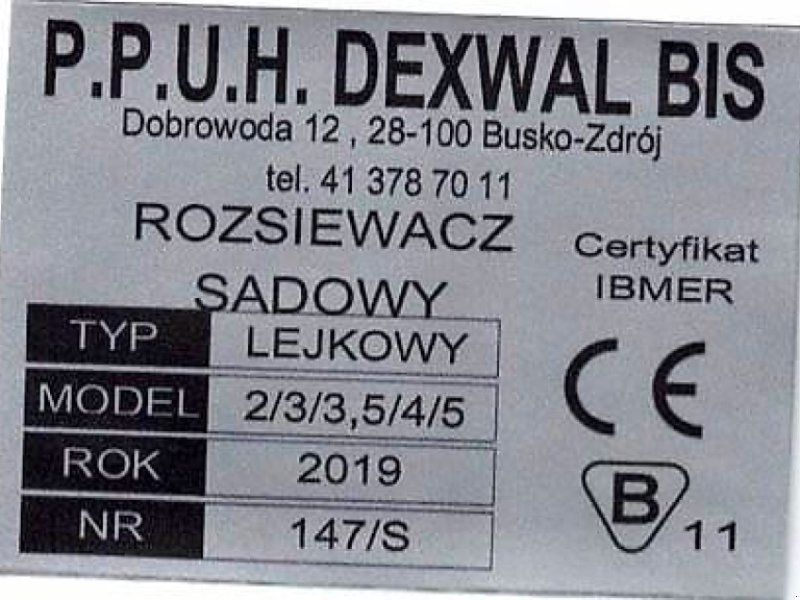 P.P.U.H. DEXWAL BIS
Dobrowoda 12 , 28-100 Busko-Zdrój
tel. 41 378 70 11
ROZSIEWACZ
SADOWY
Certyfikat
IBMER
TYP LEJKOWY
MODEL 2/3/3,5/4/5
ROK 2019
NR 147/S
CE
B 11